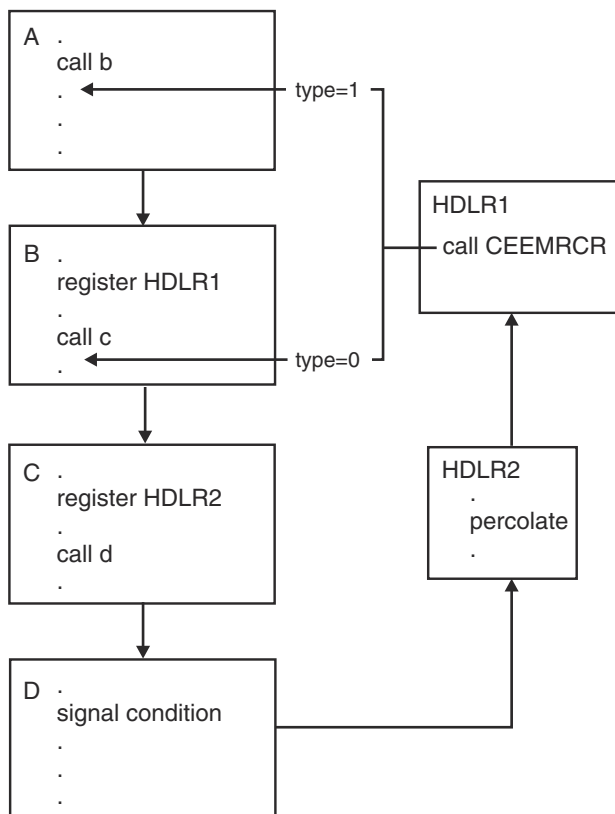 A .
call b
.
.
.
type=1
HDLR1
call CEEMRCR
B .
register HDLR1
.
call c
.
type=0
C .
register HDLR2
.
call d
.
HDLR2
.
percolate
.
D .
signal condition
.
.
.